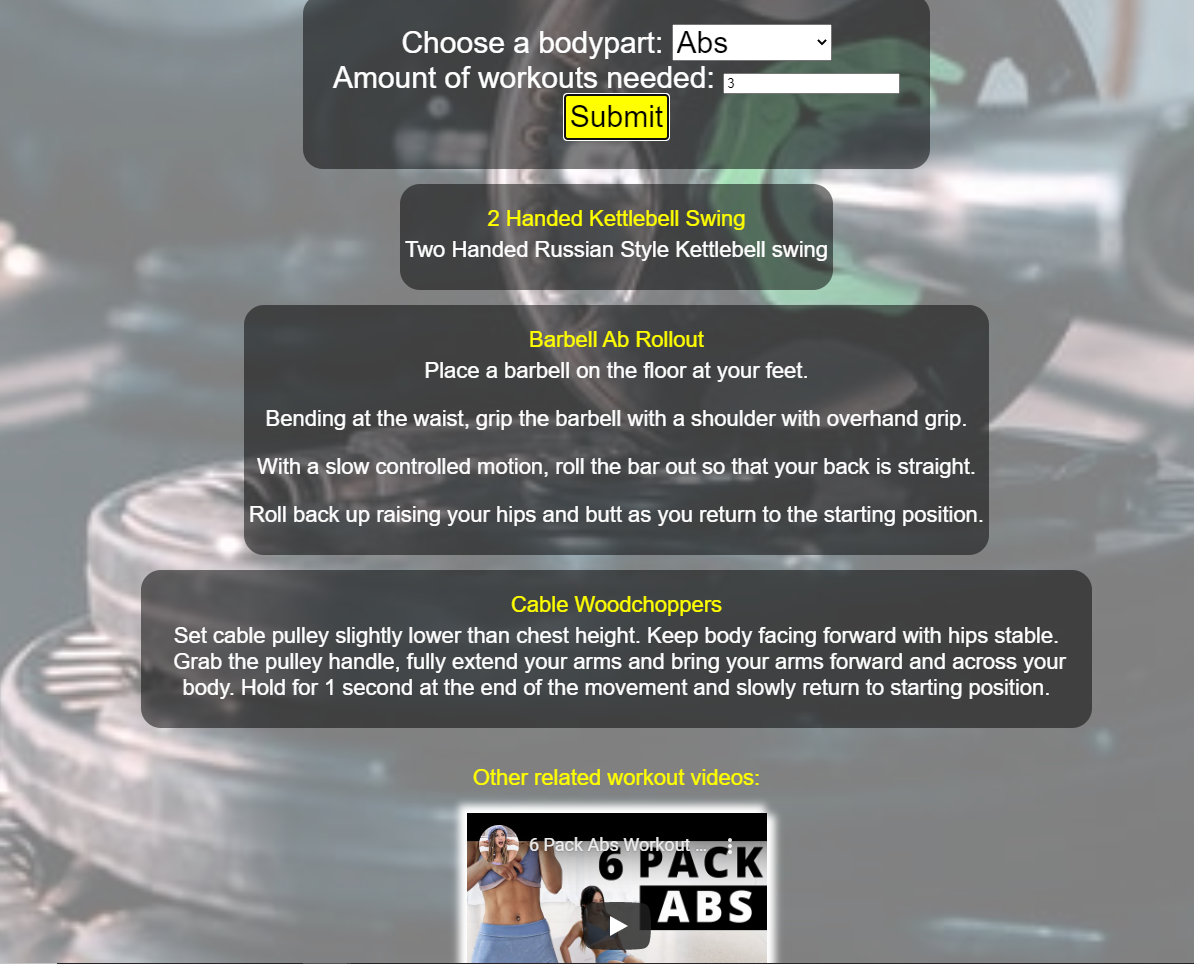 Choose a bodypart: Abs
Amount of workouts needed: 3
Submit
2 Handed Kettlebell Swing
Two Handed Russian Style Kettlebell swing
Barbell Ab Rollout
Place a barbell on the floor at your feet.
Bending at the waist, grip the barbell with a shoulder with overhand grip.
With a slow controlled motion, roll the bar out so that your back is straight.
Roll back up raising your hips and butt as you return to the starting position.
Cable Woodchoppers
Set cable pulley slightly lower than chest height. Keep body facing forward with hips stable.
Grab the pulley handle, fully extend your arms and bring your arms forward and across your
body. Hold for 1 second at the end of the movement and slowly return to starting position.
Other related workout videos:
6 Pack Abs Workout ...
6 PACK
ABS